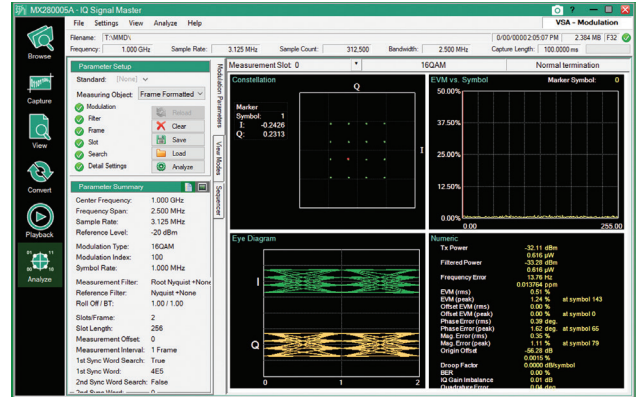 MX280005A - IQ Signal Master
File Settings View Analyze Help
VSA - Modulation
Filename: T:\MMD\
0/00/0000 2:05:07 PM 2.384 MB F32
Frequency: 1.000 GHz Sample Rate: 3.125 MHz Sample Count: 312,500 Bandwidth: 2.500 MHz Capture Length: 100.0000 ms
Browse
Capture
View
Convert
Playback
Analyze
Parameter Setup
Standard: [None]
Measuring Object: Frame Formatted
Modulation
Filter
Frame
Slot
Search
Detail Settings
Reload
Clear
Save
Load
Analyze
Parameter Summary
Center Frequency: 1.000 GHz
Frequency Span: 2.500 MHz
Sample Rate: 3.125 MHz
Reference Level: -20 dBm
Modulation Type: 16QAM
Modulation Index: 100
Symbol Rate: 1.000 MHz
Measurement Filter: Root Nyquist +None
Reference Filter: Nyquist +None
Roll Off / BT: 1.00 / 1.00
Slots/Frame: 2
Slot Length: 256
Measurement Offset: 0
Measurement Interval: 1 Frame
1st Sync Word Search: True
1st Sync Word: 4E5
2nd Sync Word Search: False
2nd Sync Word: 0
Modulation Parameters
View Modes
Sequencer
Measurement Slot: 0
16QAM
Normal termination
Constellation
Q
I
Marker
Symbol: 1
I: -0.2426
Q: 0.2313
EVM vs. Symbol
Marker Symbol: 0
50.00%
37.50%
25.00%
12.50%
0.00%
0.00 255.00
Eye Diagram
I
Q
0 1 2
Numeric
Tx Power -32.11 dBm
0.616 µW
Filtered Power -33.28 dBm
0.616 µW
Frequency Error 13.76 Hz
0.013764 ppm
EVM (rms) 0.51 %
EVM (peak) 1.24 % at symbol 143
Offset EVM (rms) 0.00 %
Offset EVM (peak) 0.00 % at symbol 0
Phase Error (rms) 0.39 deg.
Phase Error (peak) 1.62 deg. at symbol 65
Mag. Error (rms) 0.35 %
Mag. Error (peak) 1.11 % at symbol 79
Origin Offset -56.28 dB
0.0015 %
Droop Factor 0.0000 dB/symbol
BER 0.00 %
IQ Gain Imbalance 0.01 dB
Quadrature Error 0.04 deg.